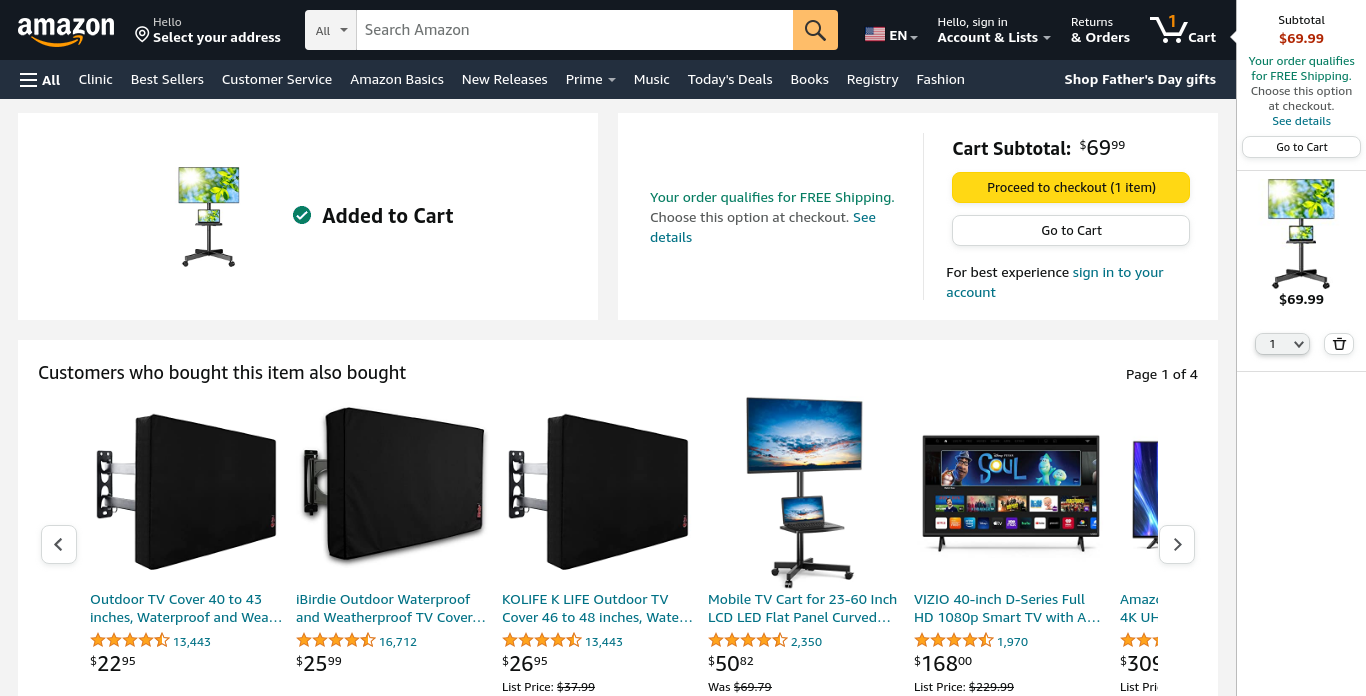 amazon
Hello
Select your address
All
Search Amazon
EN
Hello, sign in
Account & Lists
Returns
& Orders
1
Cart
All
Clinic
Best Sellers
Customer Service
Amazon Basics
New Releases
Prime
Music
Today's Deals
Books
Registry
Fashion
Shop Father's Day gifts
Added to Cart
Your order qualifies for FREE Shipping.
Choose this option at checkout. See
details
Cart Subtotal: $69.99
Proceed to checkout (1 item)
Go to Cart
For best experience sign in to your
account
Subtotal
$69.99
Your order qualifies
for FREE Shipping.
Choose this option
at checkout.
See details
Go to Cart
$69.99
1
Customers who bought this item also bought
Page 1 of 4
Outdoor TV Cover 40 to 43
inches, Waterproof and Wea…
13,443
$22.95
iBirdie Outdoor Waterproof
and Weatherproof TV Cover…
16,712
$25.99
KOLIFE K LIFE Outdoor TV
Cover 46 to 48 inches, Wate…
13,443
$26.95
List Price: $37.99
Mobile TV Cart for 23-60 Inch
LCD LED Flat Panel Curved…
2,350
$50.82
Was $69.79
SOUL
VIZIO 40-inch D-Series Full
HD 1080p Smart TV with A…
1,970
$168.00
List Price: $229.99
Amaz
4K UH
$309
List Pri